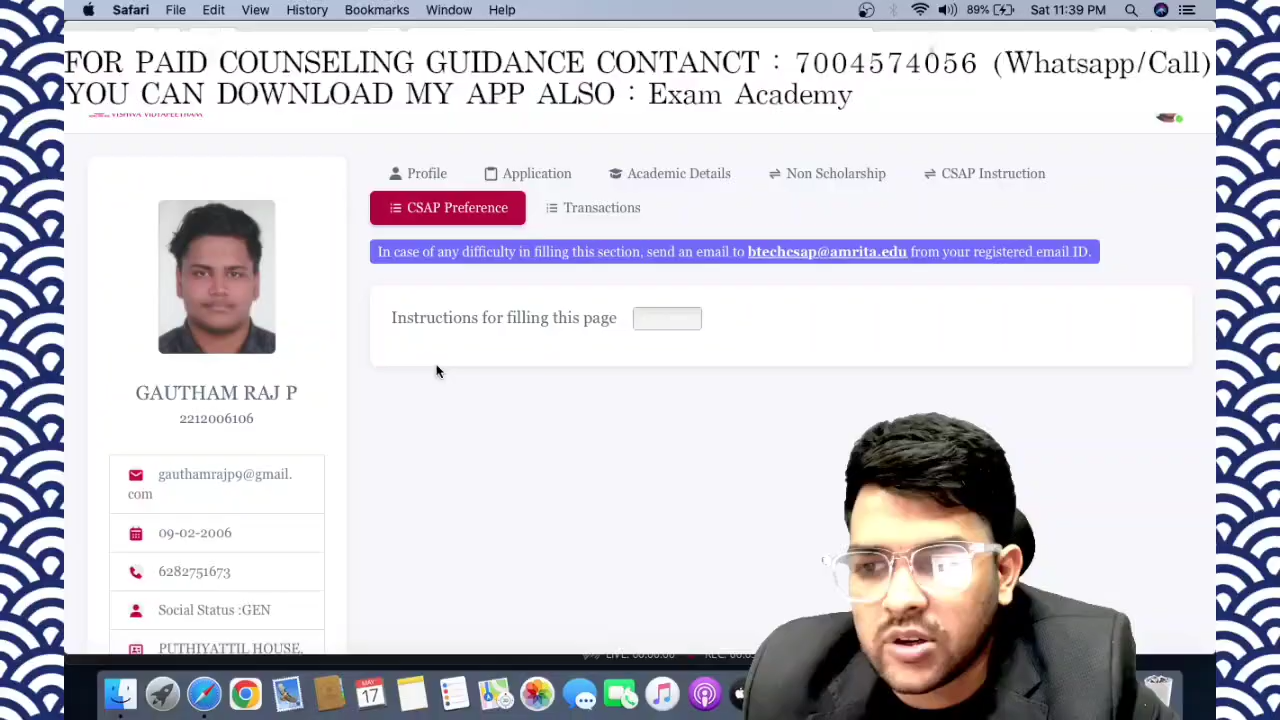 Safari File Edit View History Bookmarks Window Help 89% Sat 11:39 PM
FOR PAID COUNSELING GUIDANCE CONTANCT : 7004574056 (Whatsapp/Call)
YOU CAN DOWNLOAD MY APP ALSO : Exam Academy
VISHWA VIDYAPEETHAM
Profile Application Academic Details Non Scholarship CSAP Instruction
CSAP Preference Transactions
In case of any difficulty in filling this section, send an email to btechcsap@amrita.edu from your registered email ID.
Instructions for filling this page
GAUTHAM RAJ P
2212006106
gauthamrajp9@gmail.
com
09-02-2006
6282751673
Social Status :GEN
PUTHIYATTIL HOUSE,
MAY
17